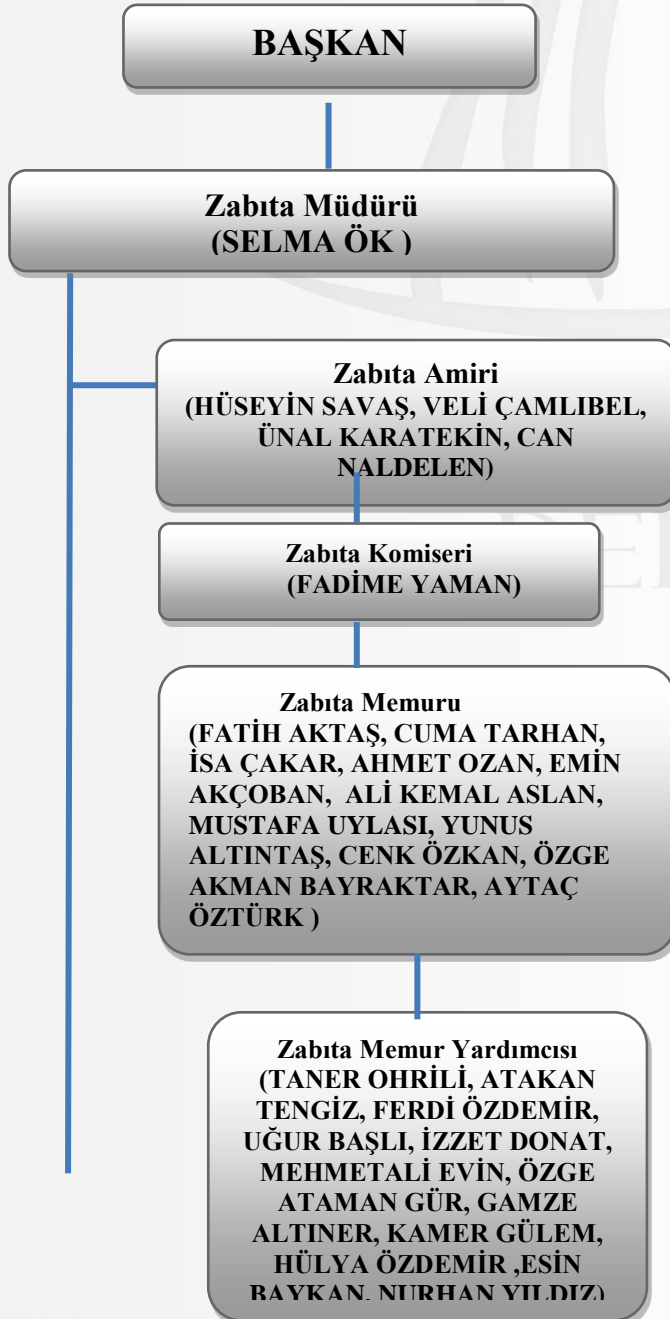 BAŞKAN
Zabıta Müdürü
(SELMA ÖK )
Zabıta Amiri
(HÜSEYİN SAVAŞ, VELİ ÇAMLIBEL,
ÜNAL KARATEKİN, CAN
NALDELEN)
Zabıta Komiseri
(FADİME YAMAN)
Zabıta Memuru
(FATİH AKTAŞ, CUMA TARHAN,
İSA ÇAKAR, AHMET OZAN, EMİN
AKÇOBAN, ALİ KEMAL ASLAN,
MUSTAFA UYLASI, YUNUS
ALTINTAŞ, CENK ÖZKAN, ÖZGE
AKMAN BAYRAKTAR, AYTAÇ
ÖZTÜRK )
Zabıta Memur Yardımcısı
(TANER OHRİLİ, ATAKAN
TENGİZ, FERDİ ÖZDEMİR,
UĞUR BAŞLI, İZZET DONAT,
MEHMETALİ EVİN, ÖZGE
ATAMAN GÜR, GAMZE
ALTINER, KAMER GÜLEM,
HÜLYA ÖZDEMİR ,ESİN
BAYKAN, NURHAN YILDIZ)